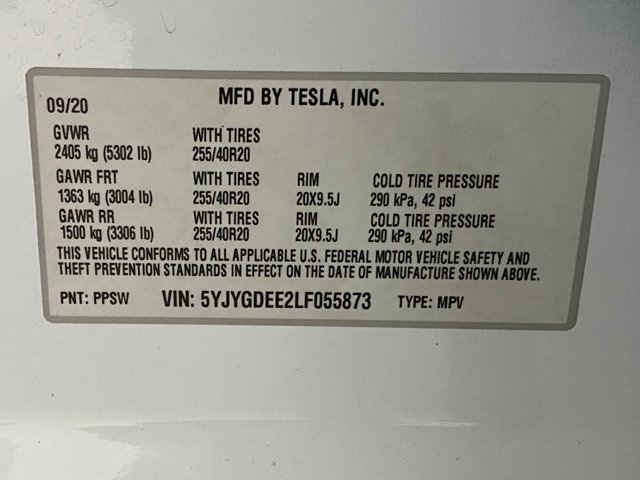 09/20 MFD BY TESLA, INC.
GVWR WITH TIRES
2405 kg (5302 lb) 255/40R20
GAWR FRT WITH TIRES RIM COLD TIRE PRESSURE
1363 kg (3004 lb) 255/40R20 20X9.5J 290 kPa, 42 psi
GAWR RR WITH TIRES RIM COLD TIRE PRESSURE
1500 kg (3306 lb) 255/40R20 20X9.5J 290 kPa, 42 psi
THIS VEHICLE CONFORMS TO ALL APPLICABLE U.S. FEDERAL MOTOR VEHICLE SAFETY AND
THEFT PREVENTION STANDARDS IN EFFECT ON THE DATE OF MANUFACTURE SHOWN ABOVE.
PNT: PPSW VIN: 5YJYGDEE2LF055873 TYPE: MPV